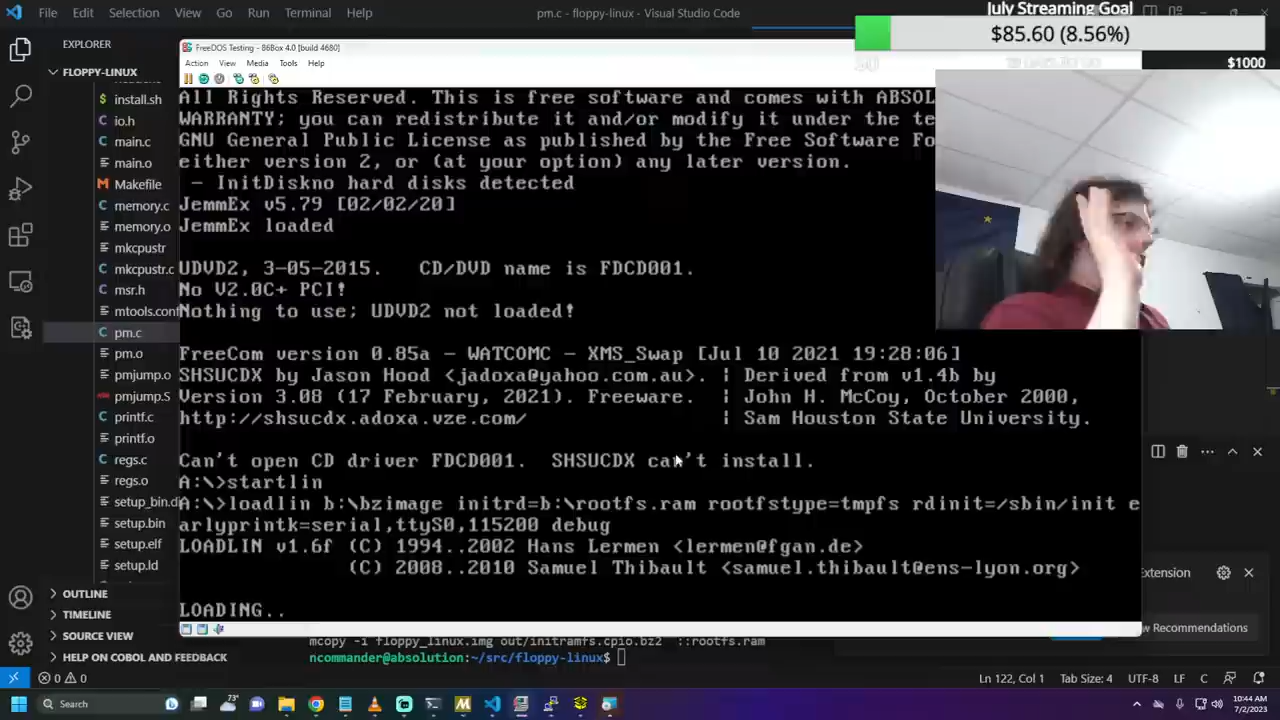 File Edit Selection View Go Run Terminal Help
pm.c - floppy-linux - Visual Studio Code
July Streaming Goal
$85.60 (8.56%)
$1000
EXPLORER
FLOPPY-LINUX
install.sh
io.h
main.c
main.o
Makefile
memory.c
memory.o
mkcpustr
mkcpustr.c
msr.h
mtools.conf
pm.c
pm.o
pmjump.o
pmjump.S
printf.c
printf.o
regs.c
regs.o
setup_bin.d
setup.bin
setup.elf
setup.ld
OUTLINE
TIMELINE
SOURCE VIEW
HELP ON COBOL AND FEEDBACK
FreeDOS Testing - 86Box 4.0 [build 4680]
Action View Media Tools Help
All Rights Reserved. This is free software and comes with ABSOL
WARRANTY; you can redistribute it and/or modify it under the te
GNU General Public License as published by the Free Software Fo
either version 2, or (at your option) any later version.
- InitDiskno hard disks detected
JemmEx v5.79 [02/02/20]
JemmEx loaded
UDVD2, 3-05-2015. CD/DVD name is FDCD001.
No V2.0C+ PCI!
Nothing to use; UDVD2 not loaded!
FreeCom version 0.85a - WATCOMC - XMS_Swap [Jul 10 2021 19:28:06]
SHSUCDX by Jason Hood <jadoxa@yahoo.com.au>. | Derived from v1.4b by
Version 3.08 (17 February, 2021). Freeware. | John H. McCoy, October 2000,
http://shsucdx.adoxa.vze.com/ | Sam Houston State University.
Can't open CD driver FDCD001. SHSUCDX can't install.
A:\>startlin
A:\>loadlin b:\bzimage initrd=b:\rootfs.ram rootfstype=tmpfs rdinit=/sbin/init e
arlyprintk=serial,ttyS0,115200 debug
LOADLIN v1.6f (C) 1994..2002 Hans Lermen <lermen@fgan.de>
(C) 2008..2010 Samuel Thibault <samuel.thibault@ens-lyon.org>
LOADING..
mcopy -i floppy_linux.img out/initramfs.cpio.bz2 ::rootfs.ram
ncommander@absolution:~/src/floppy-linux$
Extension
w Recommendations
0 0
Ln 122, Col 1 Tab Size: 4 UTF-8 LF C
Search
73°
10:44 AM
7/2/2023